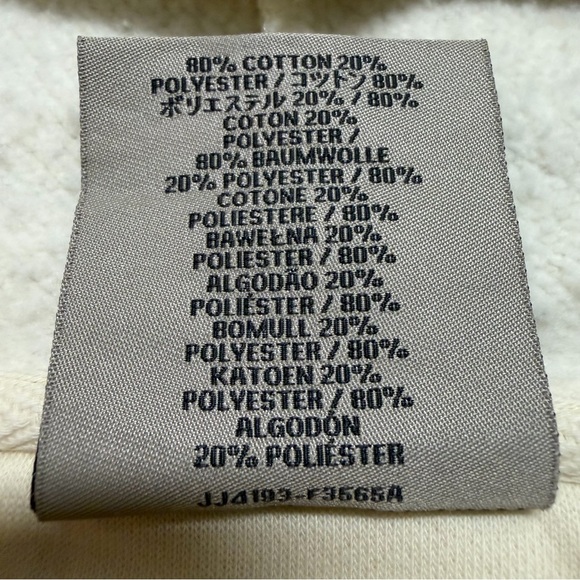 80% COTTON 20%
POLYESTER / コットン 80%
ポリエステル 20% / 80%
COTON 20%
POLYESTER /
80% BAUMWOLLE
20% POLYESTER / 80%
COTONE 20%
POLIESTERE / 80%
BAWEŁNA 20%
POLIESTER / 80%
ALGODÃO 20%
POLIÉSTER / 80%
BOMULL 20%
POLYESTER / 80%
KATOEN 20%
POLYESTER / 80%
ALGODÓN
20% POLIÉSTER
JJ4193-F3565A